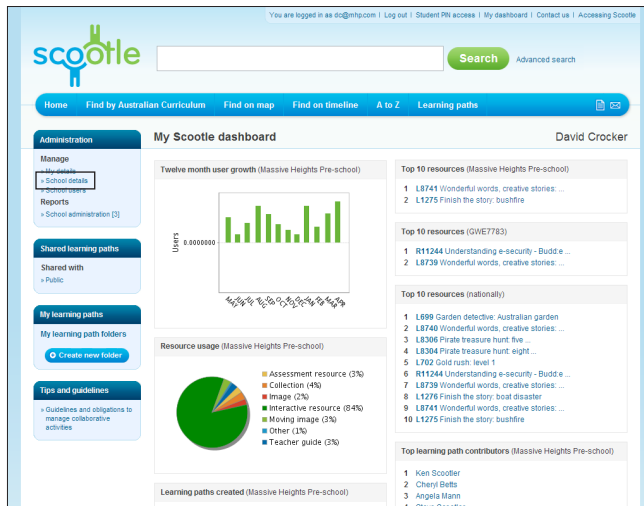 You are logged in as dc@mhp.com | Log out | Student PIN access | My dashboard | Contact us | Accessing Scootle
scootle
Search
Advanced search
Home Find by Australian Curriculum Find on map Find on timeline A to Z Learning paths
Administration
Manage
» My details
» School details
» School users
Reports
» School administration [3]
Shared learning paths
Shared with
» Public
My learning paths
My learning path folders
Create new folder
Tips and guidelines
» Guidelines and obligations to
manage collaborative
activities
My Scootle dashboard
David Crocker
Twelve month user growth (Massive Heights Pre-school)
Users
0.0000000
MAY JUN JUL AUG SEP OCT NOV DEC JAN FEB MAR APR
Resource usage (Massive Heights Pre-school)
Assessment resource (3%)
Collection (4%)
Image (2%)
Interactive resource (84%)
Moving image (3%)
Other (1%)
Teacher guide (3%)
Learning paths created (Massive Heights Pre-school)
Top 10 resources (Massive Heights Pre-school)
1 L8741 Wonderful words, creative stories: ...
2 L1275 Finish the story: bushfire
Top 10 resources (GWE7783)
1 R11244 Understanding e-security - Budd:e ...
2 L8739 Wonderful words, creative stories: ...
Top 10 resources (nationally)
1 L699 Garden detective: Australian garden
2 L8740 Wonderful words, creative stories: ...
3 L8306 Pirate treasure hunt: five ...
4 L8304 Pirate treasure hunt: eight ...
5 L702 Gold rush: level 1
6 R11244 Understanding e-security - Budd:e ...
7 L8739 Wonderful words, creative stories: ...
8 L1276 Finish the story: boat disaster
9 L8741 Wonderful words, creative stories: ...
10 L1275 Finish the story: bushfire
Top learning path contributors (Massive Heights Pre-school)
1 Ken Scootler
2 Cheryl Betts
3 Angela Mann